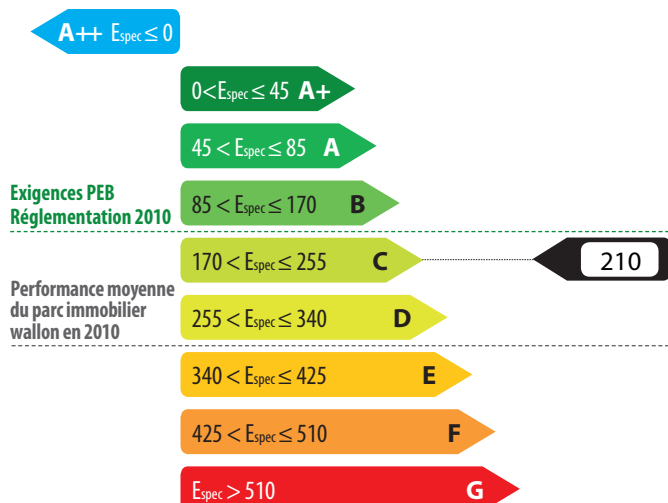 A++ Espec ≤ 0
0<Espec ≤ 45 A+
45 < Espec ≤ 85 A
Exigences PEB
Réglementation 2010
85 < Espec ≤ 170 B
170 < Espec ≤ 255 C
210
Performance moyenne
du parc immobilier
wallon en 2010
255 < Espec ≤ 340 D
340 < Espec ≤ 425 E
425 < Espec ≤ 510 F
Espec > 510 G